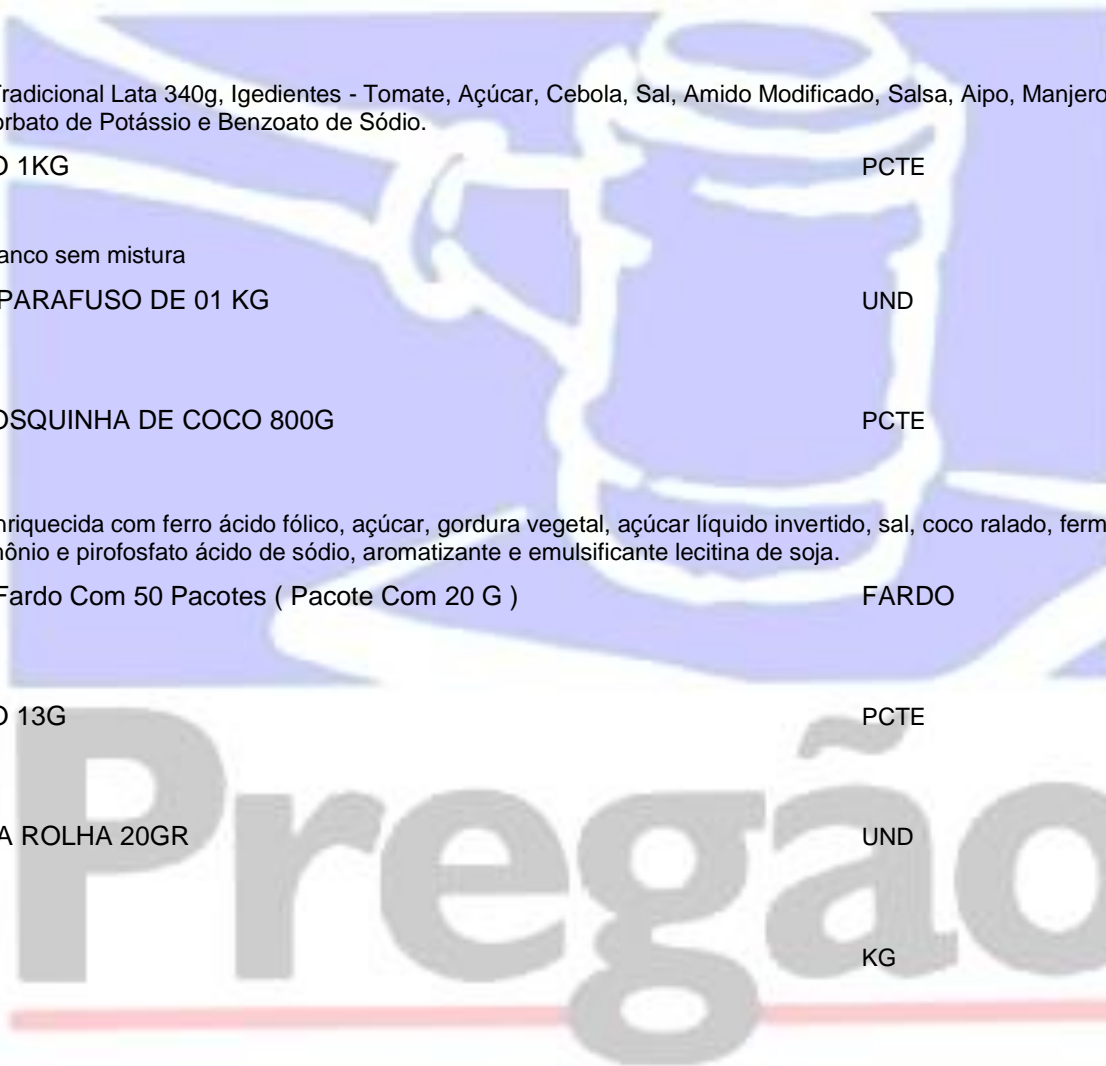 radicional Lata 340g, Igedientes - Tomate, Açúcar, Cebola, Sal, Amido Modificado, Salsa, Aipo, Manjero
orbato de Potássio e Benzoato de Sódio.
O 1KG PCTE
anco sem mistura
PARAFUSO DE 01 KG UND
OSQUINHA DE COCO 800G PCTE
nriquecida com ferro ácido fólico, açúcar, gordura vegetal, açúcar líquido invertido, sal, coco ralado, ferm
nônio e pirofosfato ácido de sódio, aromatizante e emulsificante lecitina de soja.
Fardo Com 50 Pacotes ( Pacote Com 20 G ) FARDO
O 13G PCTE
A ROLHA 20GR UND
KG
Pregão